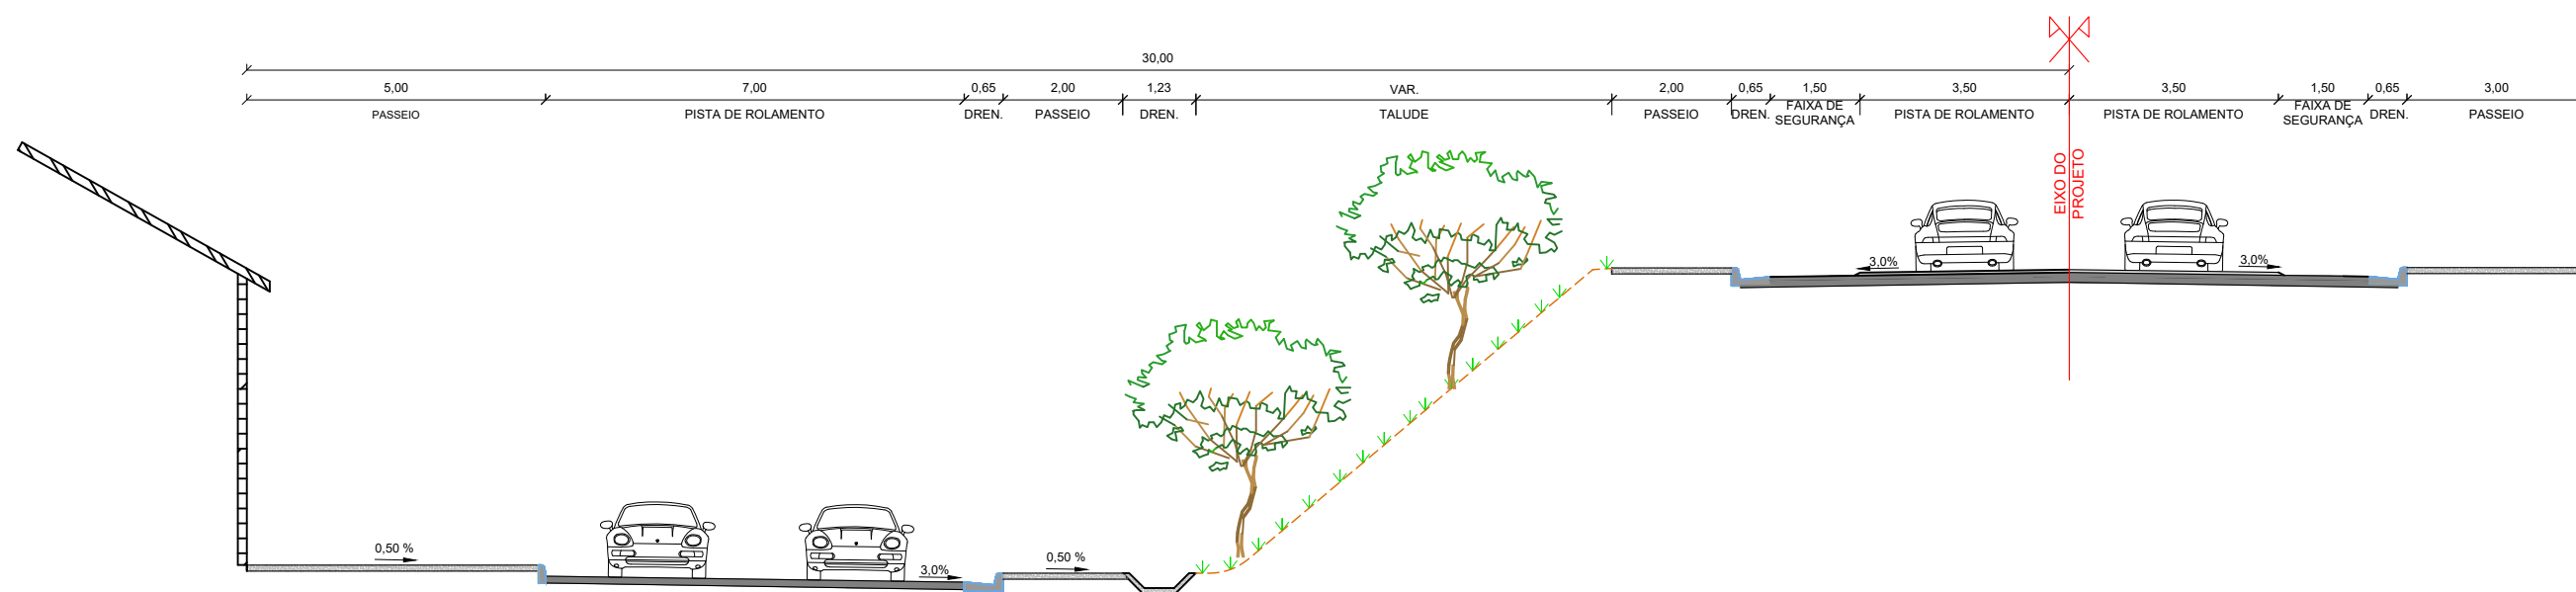 30,00
5,00 7,00 0,65 2,00 1,23 VAR. 2,00 0,65 1,50 3,50 3,50 1,50 0,65 3,00
PASSEIO
PISTA DE ROLAMENTO
DREN.
PASSEIO
DREN.
TALUDE
PASSEIO
DREN.
FAIXA DE
SEGURANÇA
PISTA DE ROLAMENTO
PISTA DE ROLAMENTO
FAIXA DE
SEGURANÇA
DREN.
PASSEIO
EIXO DO
PROJETO
3,0%
3,0%
0,50 %
3,0%
0,50 %